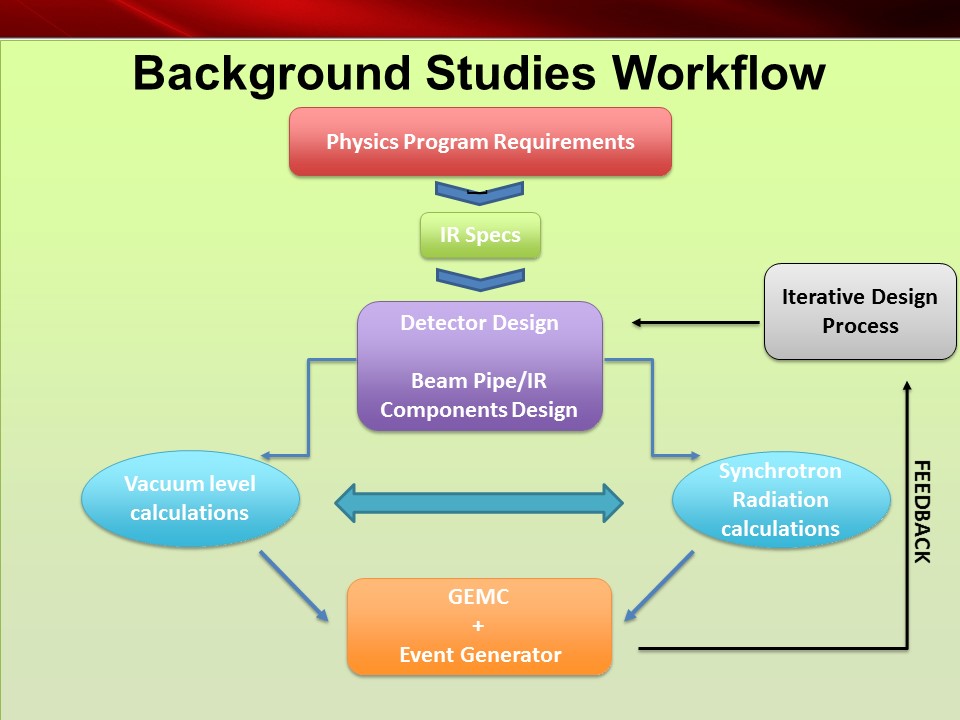 Background Studies Workflow
Physics Program Requirements
IR Specs
Iterative Design
Process
Detector Design
Beam Pipe/IR
Components Design
Vacuum level
calculations
Synchrotron
Radiation
calculations
FEEDBACK
GEMC
+
Event Generator